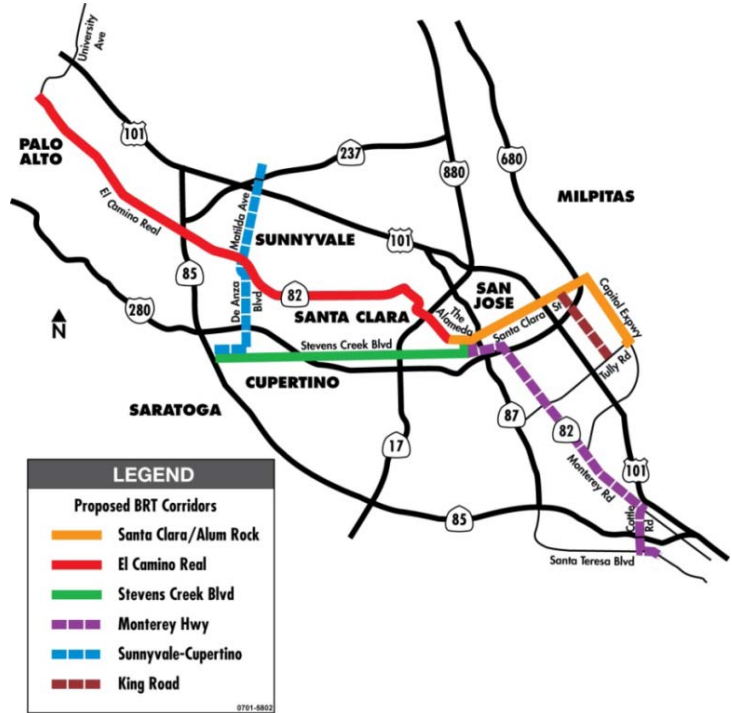 University
Ave
PALO
ALTO
101
237
880
680
MILPITAS
El Camino Real
Matilda Ave
SUNNYVALE
101
85
De Anza
Blvd
82
280
N
SANTA CLARA
The
Alameda
SAN
JOSE
Santa Clara
St
Capitol Expwy
Stevens Creek Blvd
Tully Rd
CUPERTINO
SARATOGA
87
82
17
Monterey Rd
101
85
Cottle
Rd
Santa Teresa Blvd
LEGEND
Proposed BRT Corridors
Santa Clara/Alum Rock
El Camino Real
Stevens Creek Blvd
Monterey Hwy
Sunnyvale-Cupertino
King Road
0701-5802